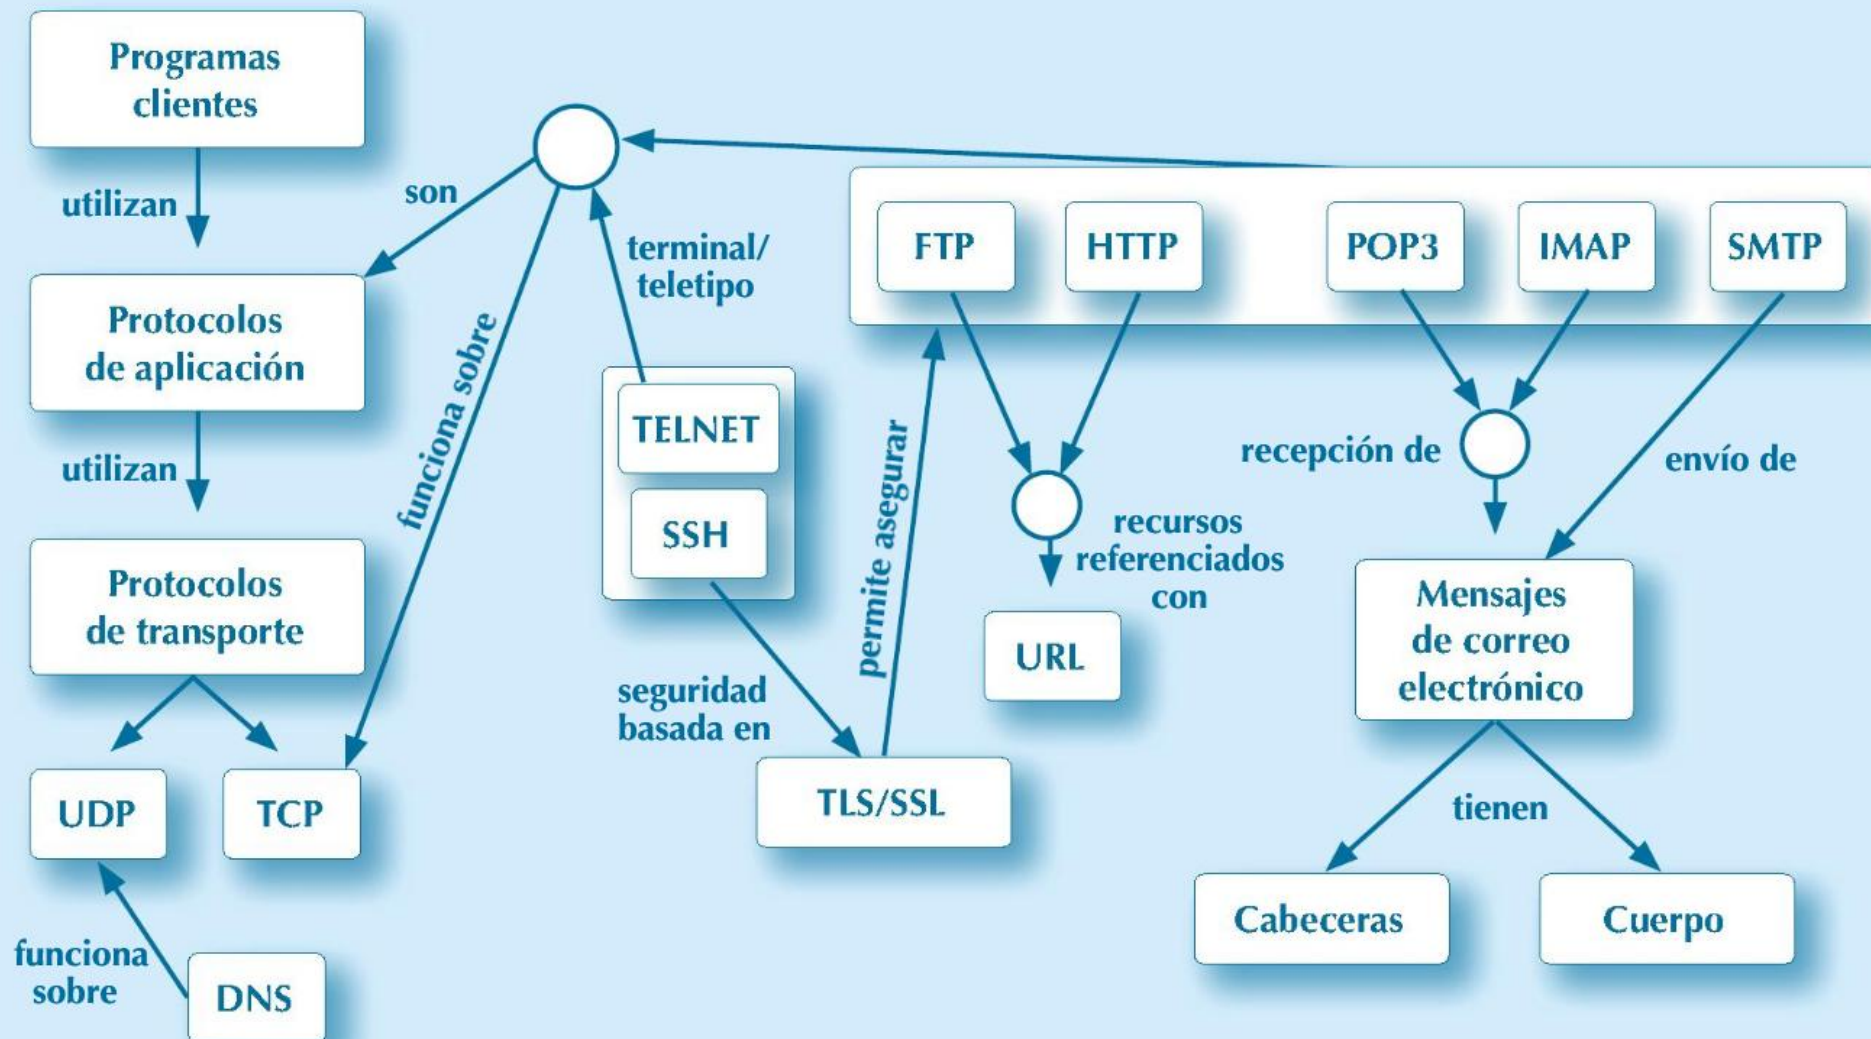 Programas
clientes
utilizan
Protocolos
de aplicación
utilizan
Protocolos
de transporte
UDP
TCP
funciona
sobre
DNS
son
funciona sobre
terminal/
teletipo
TELNET
SSH
seguridad
basada en
TLS/SSL
permite asegurar
FTP
HTTP
POP3
IMAP
SMTP
recursos
referenciados
con
URL
recepción de
envío de
Mensajes
de correo
electrónico
tienen
Cabeceras
Cuerpo